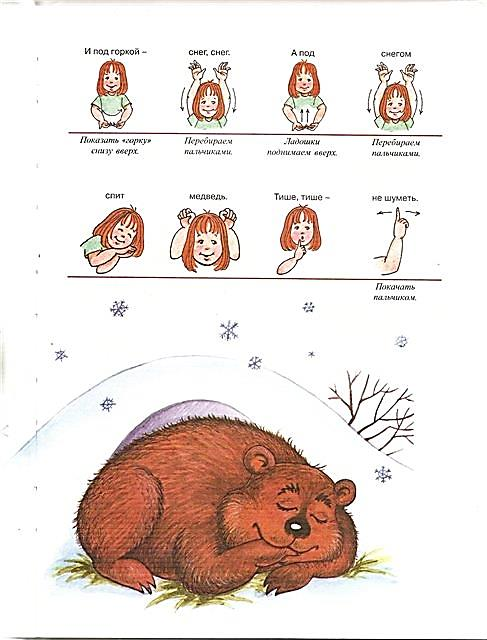 И под горкой – снег, снег. А под снегом
Показать «горку» снизу вверх. Перебираем пальчиками. Ладошки поднимаем вверх. Перебираем пальчиками.
спит медведь. Тише, тише – не шуметь.
Покачать пальчиком.